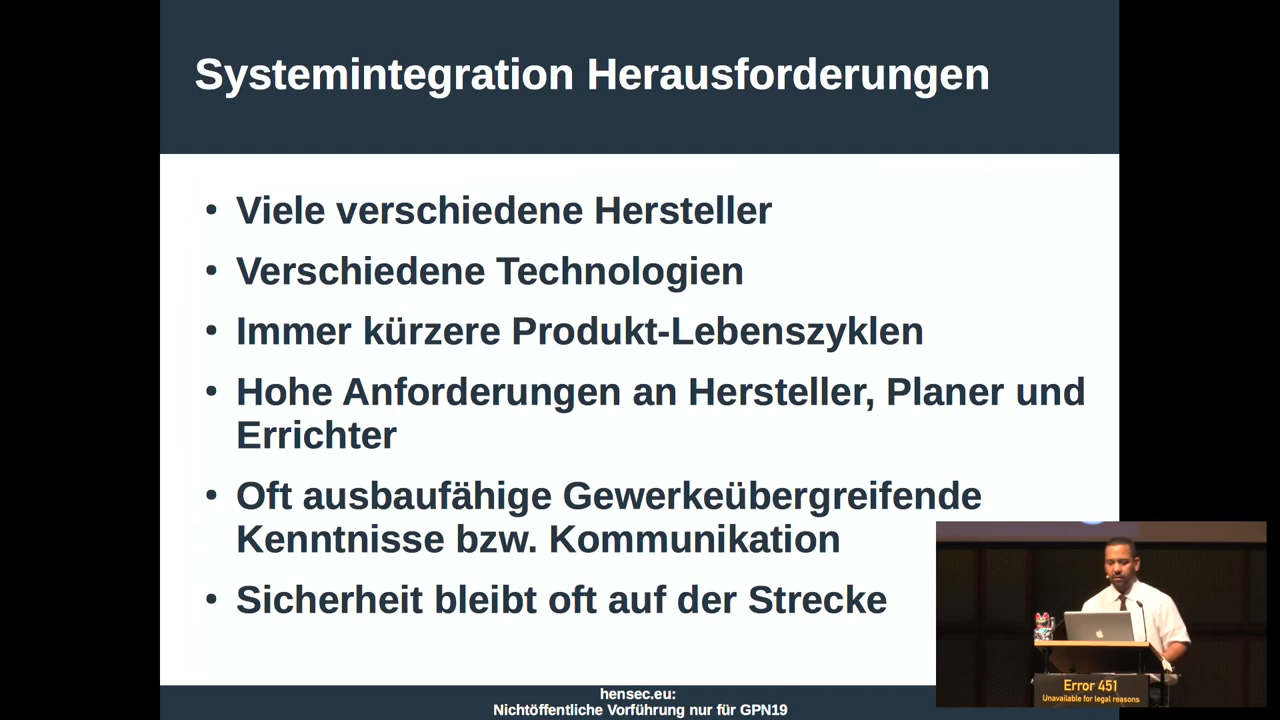 Systemintegration Herausforderungen
• Viele verschiedene Hersteller
• Verschiedene Technologien
• Immer kürzere Produkt-Lebenszyklen
• Hohe Anforderungen an Hersteller, Planer und
Errichter
• Oft ausbaufähige Gewerkeübergreifende
Kenntnisse bzw. Kommunikation
• Sicherheit bleibt oft auf der Strecke
Error 451
Unavailable for legal reasons
hensec.eu:
Nichtöffentliche Vorführung nur für GPN19